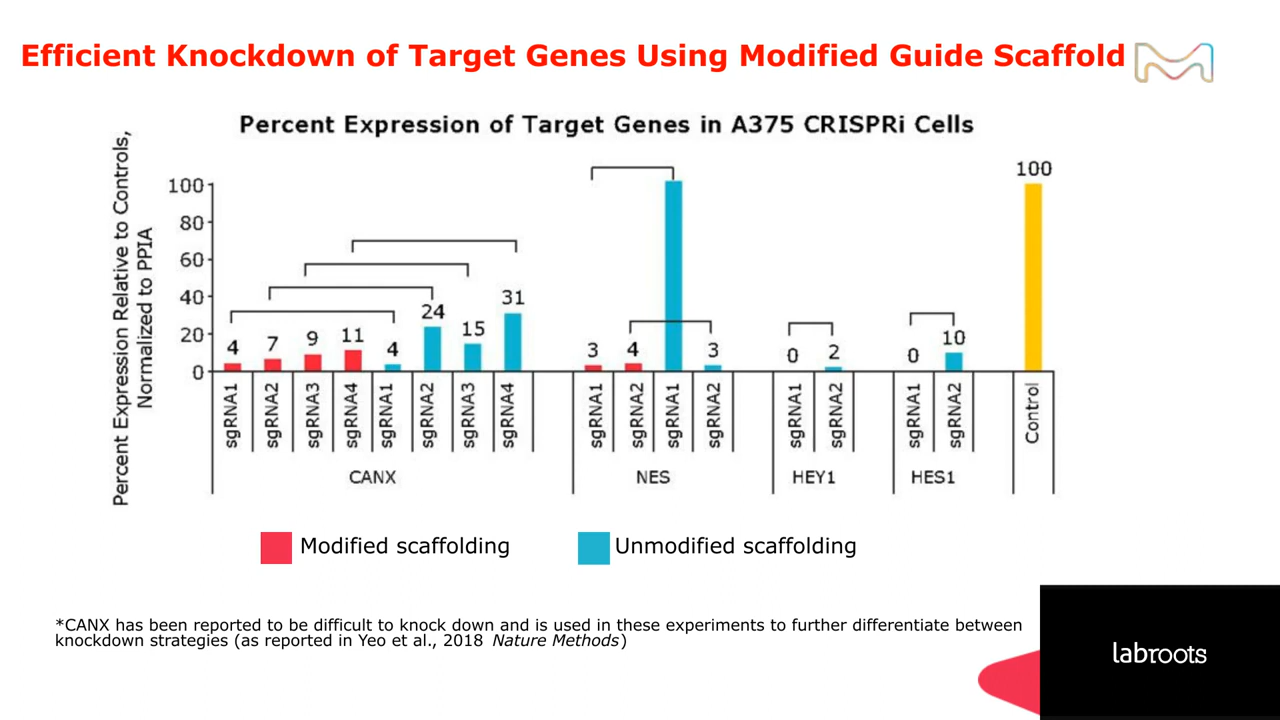 Efficient Knockdown of Target Genes Using Modified Guide Scaffold
Percent Expression of Target Genes in A375 CRISPRi Cells
Percent Expression Relative to Controls,
Normalized to PPIA
100
80
60
40
20
0
4
7
9
11
4
24
15
31
3
4
3
0
2
0
10
100
sgRNA1
sgRNA2
sgRNA3
sgRNA4
sgRNA1
sgRNA2
sgRNA3
sgRNA4
sgRNA1
sgRNA2
sgRNA1
sgRNA2
sgRNA1
sgRNA2
sgRNA1
sgRNA2
Control
CANX
NES
HEY1
HES1
Modified scaffolding
Unmodified scaffolding
*CANX has been reported to be difficult to knock down and is used in these experiments to further differentiate between
knockdown strategies (as reported in Yeo et al., 2018 Nature Methods)
labroots